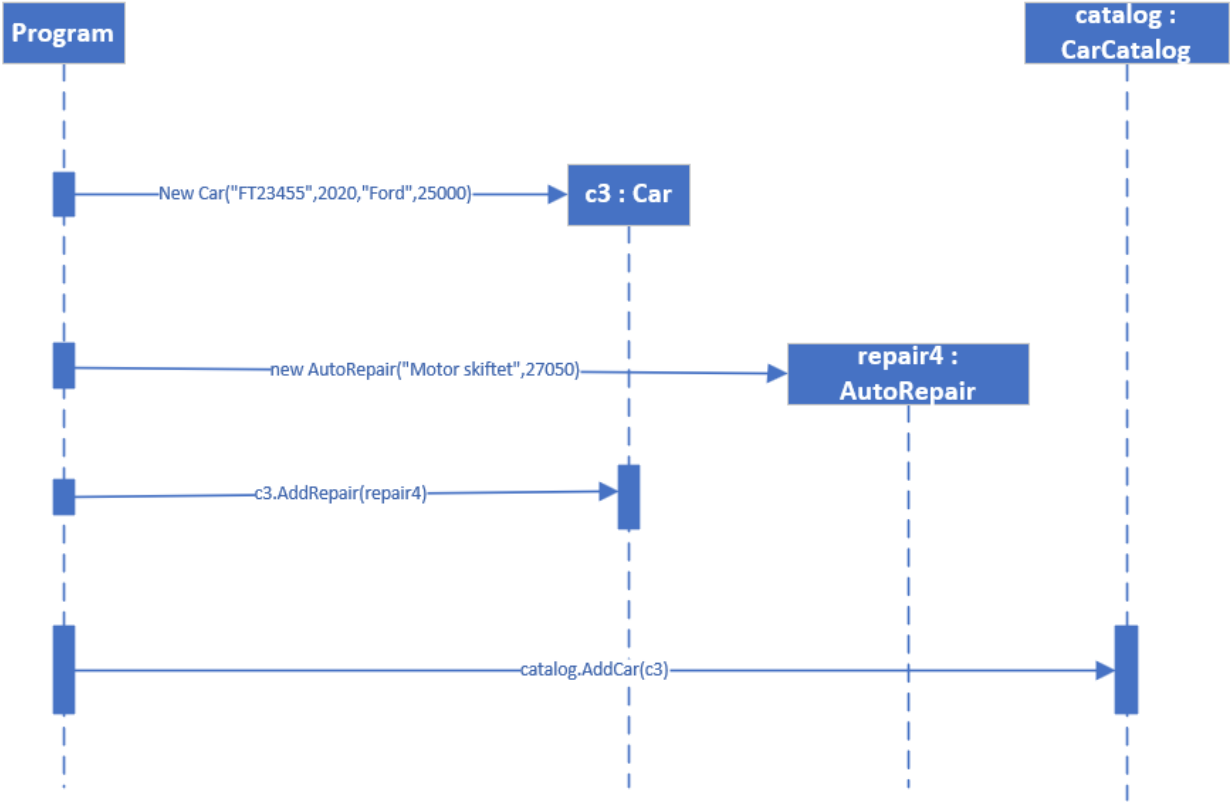 Program
catalog :
CarCatalog
New Car("FT23455",2020,"Ford",25000)
c3 : Car
new AutoRepair("Motor skiftet",27050)
repair4 :
AutoRepair
c3.AddRepair(repair4)
catalog.AddCar(c3)